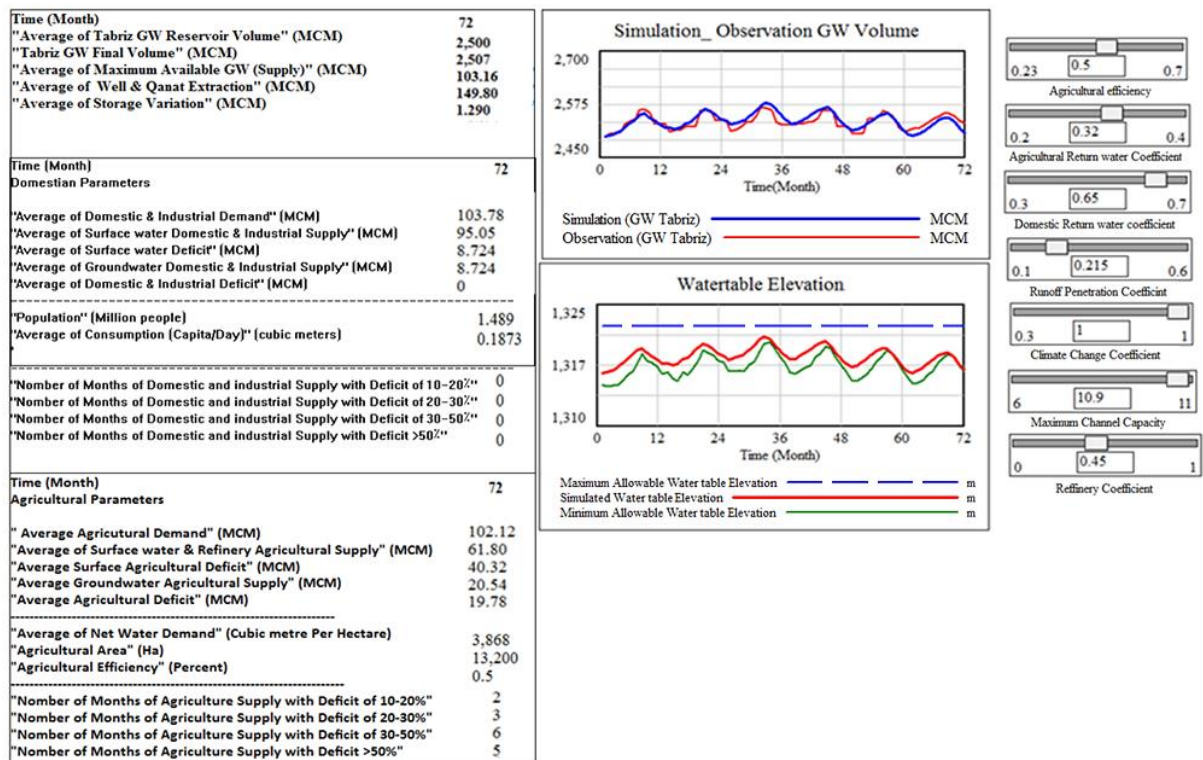 Time (Month) 72
"Average of Tabriz GW Reservoir Volume" (MCM) 2,500
"Tabriz GW Final Volume" (MCM) 2,507
"Average of Maximum Available GW (Supply)" (MCM) 103.16
"Average of Well & Qanat Extraction" (MCM) 149.80
"Average of Storage Variation" (MCM) 1.290
Time (Month) 72
Domestian Parameters
"Average of Domestic & Industrial Demand" (MCM) 103.78
"Average of Surface water Domestic & Industrial Supply" (MCM) 95.05
"Average of Surface water Deficit" (MCM) 8.724
"Average of Groundwater Domestic & Industrial Supply" (MCM) 8.724
"Average of Domestic & Industrial Deficit" (MCM) 0
"Population" (Million people) 1.489
"Average of Consumption (Capita/Day)" (cubic meters) 0.1873
"Nomber of Months of Domestic and industrial Supply with Deficit of 10-20%" 0
"Nomber of Months of Domestic and industrial Supply with Deficit of 20-30%" 0
"Nomber of Months of Domestic and industrial Supply with Deficit of 30-50%" 0
"Nomber of Months of Domestic and industrial Supply with Deficit >50%" 0
Time (Month) 72
Agricultural Parameters
" Average Agricutural Demand" (MCM) 102.12
"Average of Surface water & Refinery Agricultural Supply" (MCM) 61.80
"Average Surface Agricultural Deficit" (MCM) 40.32
"Average Groundwater Agricultural Supply" (MCM) 20.54
"Average Agricultural Deficit" (MCM) 19.78
"Average of Net Water Demand" (Cubic metre Per Hectare) 3,868
"Agricultural Area" (Ha) 13,200
"Agricultural Efficiency" (Percent) 0.5
"Nomber of Months of Agriculture Supply with Deficit of 10-20%" 2
"Nomber of Months of Agriculture Supply with Deficit of 20-30%" 3
"Nomber of Months of Agriculture Supply with Deficit of 30-50%" 6
"Nomber of Months of Agriculture Supply with Deficit >50%" 5
Simulation_ Observation GW Volume
2,700
2,575
2,450
0 12 24 36 48 60 72
Time(Month)
Simulation (GW Tabriz) MCM
Observation (GW Tabriz) MCM
Watertable Elevation
1,325
1,317
1,310
0 12 24 36 48 60 72
Time (Month)
Maximum Allowable Water table Elevation m
Simulated Water table Elevation m
Minimum Allowable Water table Elevation m
0.23 0.5 0.7
Agricultural efficiency
0.2 0.32 0.4
Agricultural Return water Coefficient
0.3 0.65 0.7
Domestic Return water coefficient
0.1 0.215 0.6
Runoff Penetration Coefficint
0.3 1 1
Climate Change Coefficient
6 10.9 11
Maximum Channel Capacity
0 0.45 1
Reffinery Coefficient